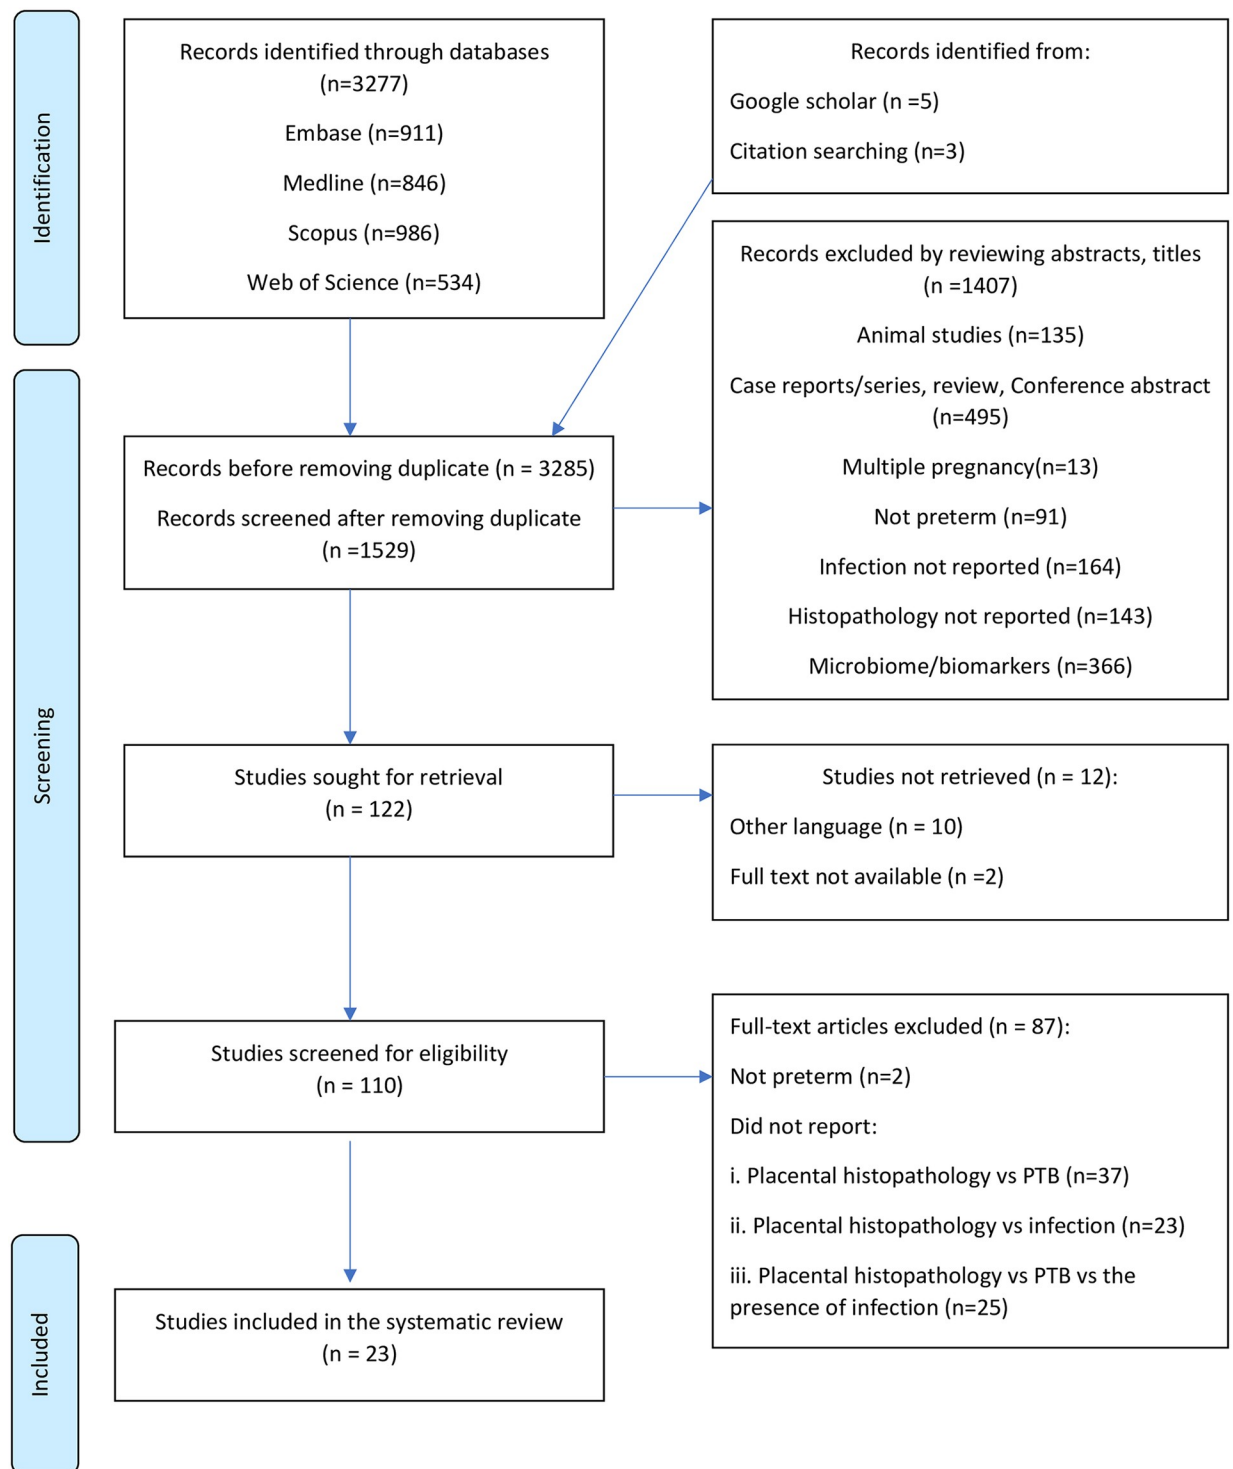 Identification
Records identified through databases
(n=3277)
Embase (n=911)
Medline (n=846)
Scopus (n=986)
Web of Science (n=534)
Records identified from:
Google scholar (n =5)
Citation searching (n=3)
Screening
Records before removing duplicate (n = 3285)
Records screened after removing duplicate
(n =1529)
Records excluded by reviewing abstracts, titles
(n =1407)
Animal studies (n=135)
Case reports/series, review, Conference abstract
(n=495)
Multiple pregnancy(n=13)
Not preterm (n=91)
Infection not reported (n=164)
Histopathology not reported (n=143)
Microbiome/biomarkers (n=366)
Studies sought for retrieval
(n = 122)
Studies not retrieved (n = 12):
Other language (n = 10)
Full text not available (n =2)
Studies screened for eligibility
(n = 110)
Full-text articles excluded (n = 87):
Not preterm (n=2)
Did not report:
i. Placental histopathology vs PTB (n=37)
ii. Placental histopathology vs infection (n=23)
iii. Placental histopathology vs PTB vs the
presence of infection (n=25)
Included
Studies included in the systematic review
(n = 23)